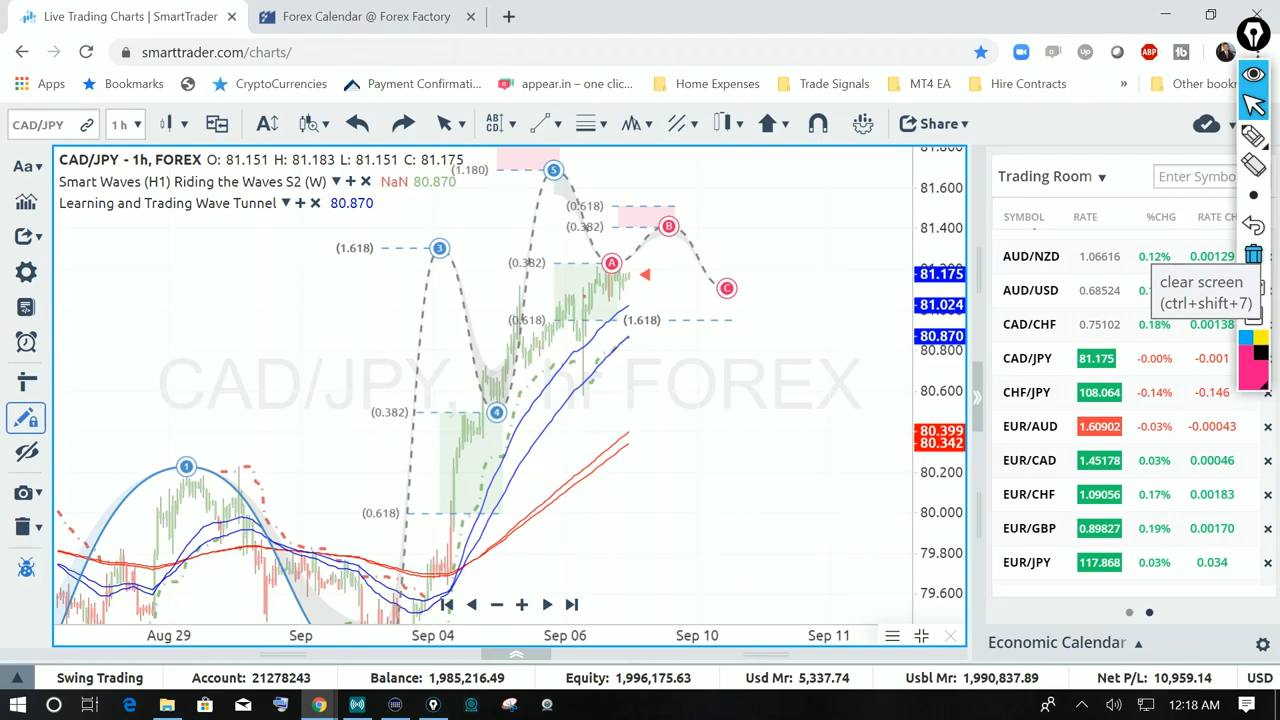 Live Trading Charts | SmartTrader
Forex Calendar @ Forex Factory
smarttrader.com/charts/
ABP
Apps
Bookmarks
CryptoCurrencies
Payment Confirmati...
appear.in – one clic...
Home Expenses
Trade Signals
MT4 EA
Hire Contracts
»
Other book
CAD/JPY
1 h
Share
CAD/JPY - 1h, FOREX O: 81.151 H: 81.183 L: 81.151 C: 81.175
Smart Waves (H1) Riding the Waves S2 (W) NaN 80.870
Learning and Trading Wave Tunnel 80.870
(1.180)
5
(0.618)
(0.382)
B
(1.618)
3
(0.382)
A
C
(0.618)
(1.618)
(0.382)
4
1
(0.618)
CAD/JPY, 1h, FOREX
81.800
81.600
81.400
81.175
81.024
80.870
80.800
80.600
80.399
80.342
80.200
80.000
79.800
79.600
Aug 29
Sep
Sep 04
Sep 06
Sep 10
Sep 11
Aa
Trading Room
Enter Symbo
SYMBOL RATE %CHG RATE CH
AUD/NZD 1.06616 0.12% 0.00129
AUD/USD 0.68524
AUD/CHF 0.75102 0.18% 0.00138
CAD/JPY 81.175 -0.00% -0.001
CHF/JPY 108.064 -0.14% -0.146
EUR/AUD 1.60902 -0.03% -0.00043
EUR/CAD 1.45178 0.03% 0.00046
EUR/CHF 1.09056 0.17% 0.00183
EUR/GBP 0.89827 0.19% 0.00170
EUR/JPY 117.868 0.03% 0.034
clear screen
(ctrl+shift+7)
Economic Calendar
Swing Trading
Account: 21278243
Balance: 1,985,216.49
Equity: 1,996,175.63
Usd Mr: 5,337.74
Usbl Mr: 1,990,837.89
Net P/L: 10,959.14
USD
12:18 AM